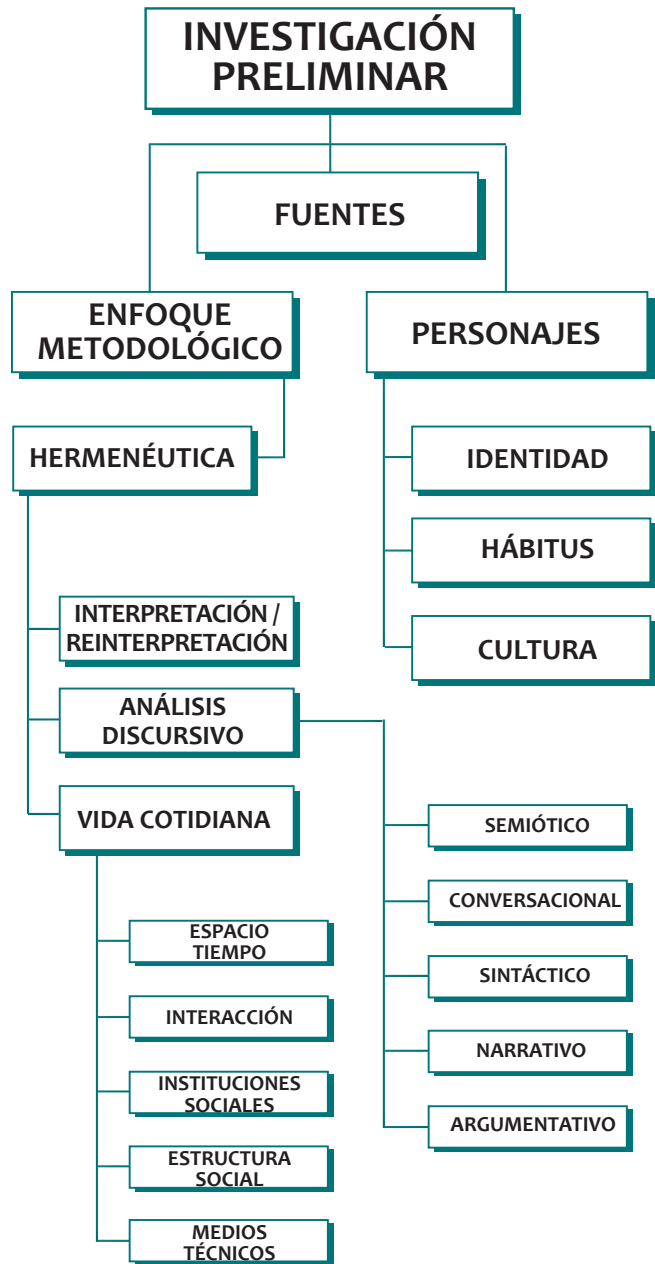 INVESTIGACIÓN
PRELIMINAR
FUENTES
ENFOQUE
METODOLÓGICO
PERSONAJES
HERMENÉUTICA
IDENTIDAD
HÁBITUS
CULTURA
INTERPRETACIÓN /
REINTERPRETACIÓN
ANÁLISIS
DISCURSIVO
VIDA COTIDIANA
SEMIÓTICO
CONVERSACIONAL
SINTÁCTICO
NARRATIVO
ARGUMENTATIVO
ESPACIO
TIEMPO
INTERACCIÓN
INSTITUCIONES
SOCIALES
ESTRUCTURA
SOCIAL
MEDIOS
TÉCNICOS